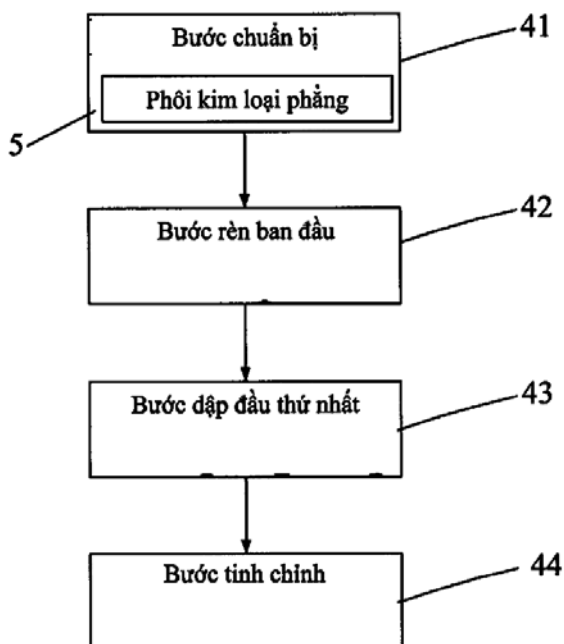 Bước chuẩn bị
41
Phôi kim loại phẳng
5
Bước rèn ban đầu
42
Bước dập đầu thứ nhất
43
Bước tinh chỉnh
44